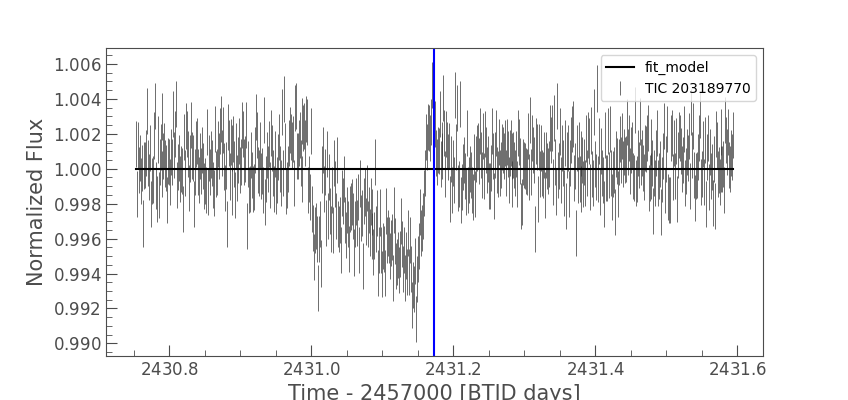 1.006
1.004
1.002
1.000
0.998
0.996
0.994
0.992
0.990
Normalized Flux
fit_model
TIC 203189770
2430.8 2431.0 2431.2 2431.4 2431.6
Time - 2457000 [BTJD days]